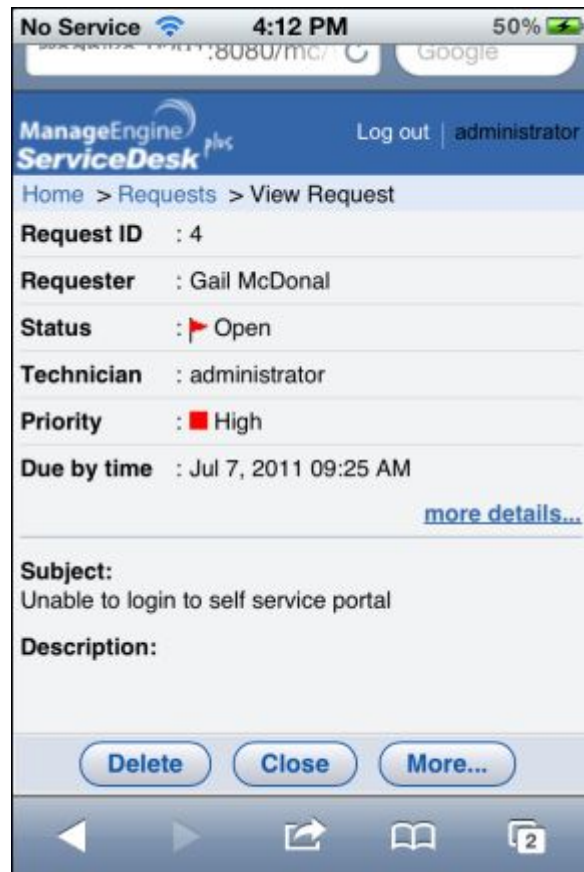 No Service 4:12 PM 50%
:8080/mc/ Google
ManageEngine
ServiceDesk plus Log out | administrator
Home > Requests > View Request
Request ID : 4
Requester : Gail McDonal
Status : Open
Technician : administrator
Priority : High
Due by time : Jul 7, 2011 09:25 AM
more details...
Subject:
Unable to login to self service portal
Description:
Delete Close More...
2